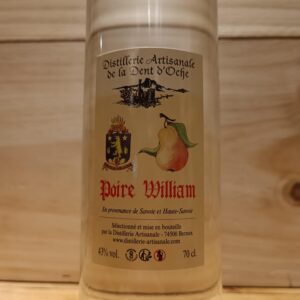 Distillerie Artisanale
de la Dent d'Oche
Poire William
En provenance de Savoie et Haute-Savoie
Sélectionné et mise en bouteille
par la Distillerie Artisanale - 74500 Bernex
www.distillerie-artisanale.com
43% vol.
70 cl.